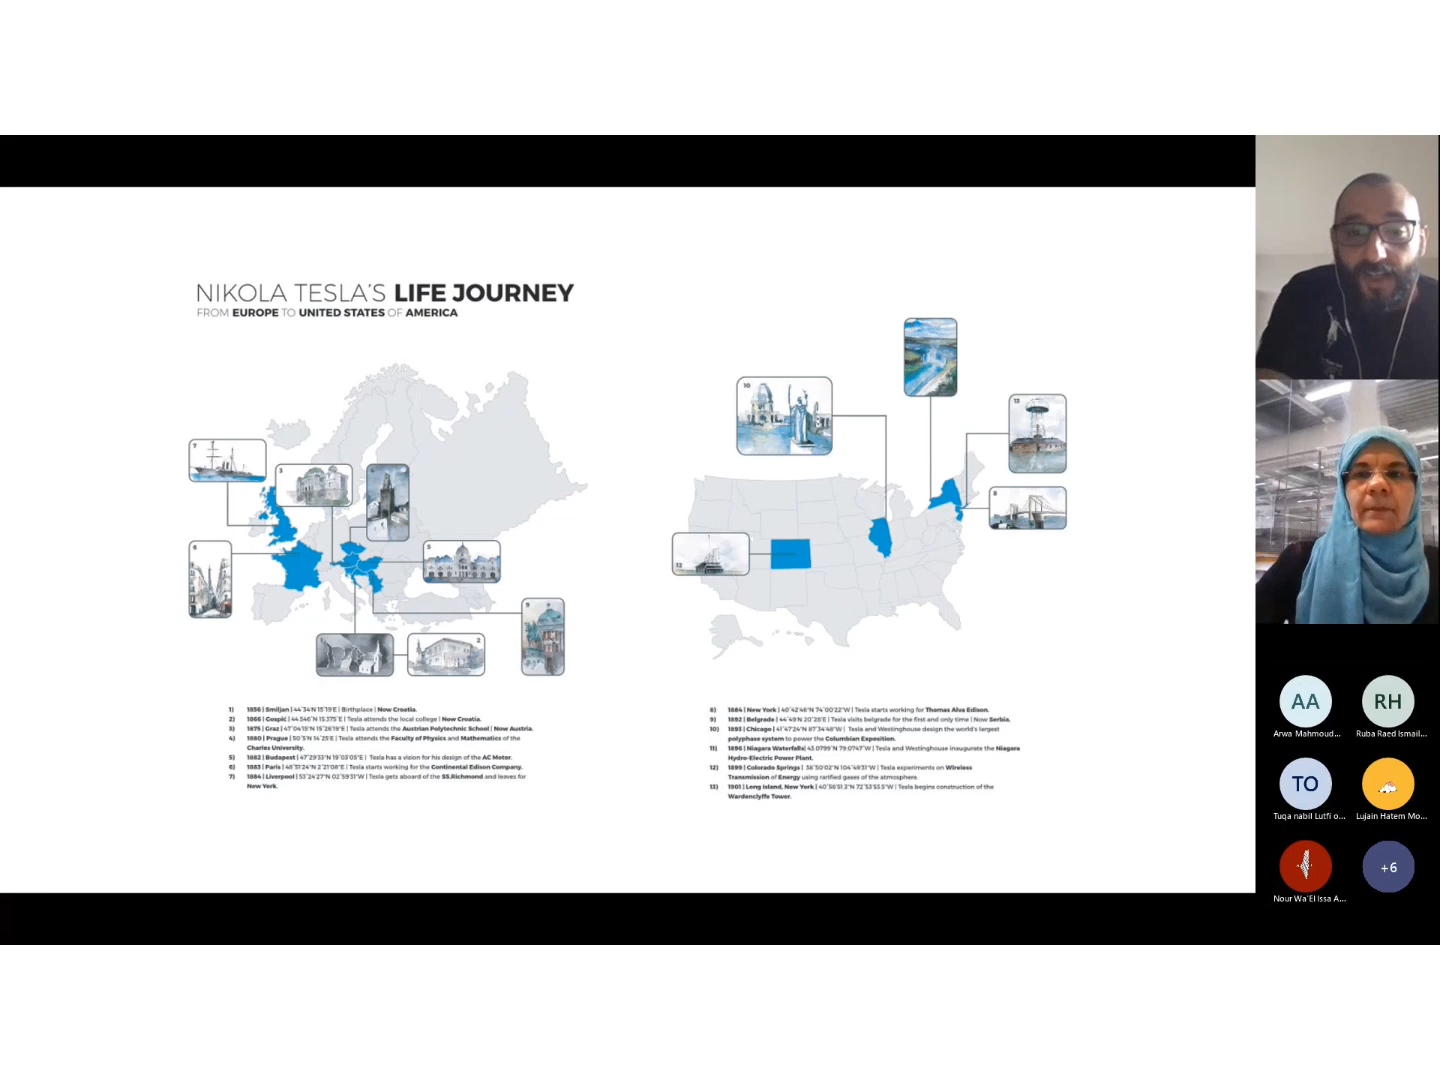 NIKOLA TESLA'S LIFE JOURNEY
FROM EUROPE TO UNITED STATES OF AMERICA
7
3
6
5
9
1
2
10
13
8
12
1) 1856 | Smiljan | 44°34'N 15°19'E | Birthplace | Now Croatia.
2) 1866 | Gospić | 44.546°N 15.375°E | Tesla attends the local college | Now Croatia.
3) 1875 | Graz | 47°04'15"N 15°26'19"E | Tesla attends the Austrian Polytechnic School | Now Austria.
4) 1880 | Prague | 50°5'N 14°25'E | Tesla attends the Faculty of Physics and Mathematics of the
Charles University.
5) 1882 | Budapest | 47°29'33"N 19°03'05"E | Tesla has a vision for his design of the AC Motor.
6) 1883 | Paris | 48°51'24"N 2°21'08"E | Tesla starts working for the Continental Edison Company.
7) 1884 | Liverpool | 53°24'27"N 02°59'31"W | Tesla gets aboard of the SS.Richmond and leaves for
New York.
8) 1884 | New York | 40°42'46"N 74°00'22"W | Tesla starts working for Thomas Alva Edison.
9) 1892 | Belgrade | 44°49'N 20°28'E | Tesla visits belgrade for the first and only time | Now Serbia.
10) 1893 | Chicago | 41°47'24"N 87°34'48"W | Tesla and Westinghouse design the world's largest
polyphase system to power the Columbian Exposition.
11) 1896 | Niagara Waterfalls | 43.0799°N 79.0747°W | Tesla and Westinghouse inaugurate the Niagara
Hydro-Electric Power Plant.
12) 1899 | Colorado Springs | 38°50'02"N 104°49'31"W | Tesla experiments on Wireless
Transmission of Energy using rarified gases of the atmosphere.
13) 1901 | Long Island, New York | 40°56'51.3"N 72°53'53.5"W | Tesla begins construction of the
Wardenclyffe Tower.
AA
RH
Arwa Mahmoud...
Ruba Raed Ismail...
TO
Tuqa nabil Lutfi o...
Lujain Hatem Mo...
+6
Nour Wa'El Issa A...